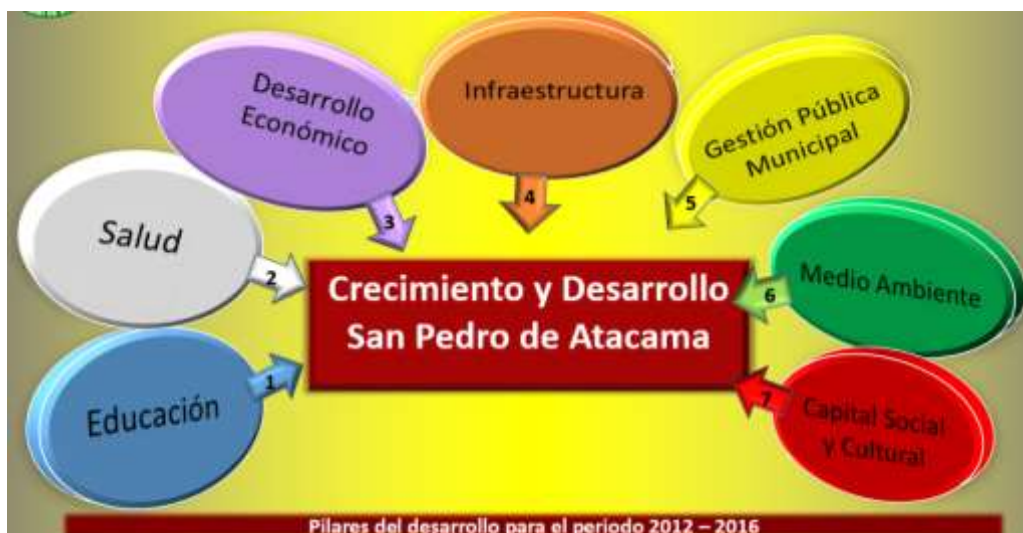 Desarrollo
Económico
Infraestructura
Gestión Pública
Municipal
Salud
3
4
5
2
Crecimiento y Desarrollo
San Pedro de Atacama
6
Medio Ambiente
Educación
1
7
Capital Social
y Cultural
Pilares del desarrollo para el periodo 2012 – 2016